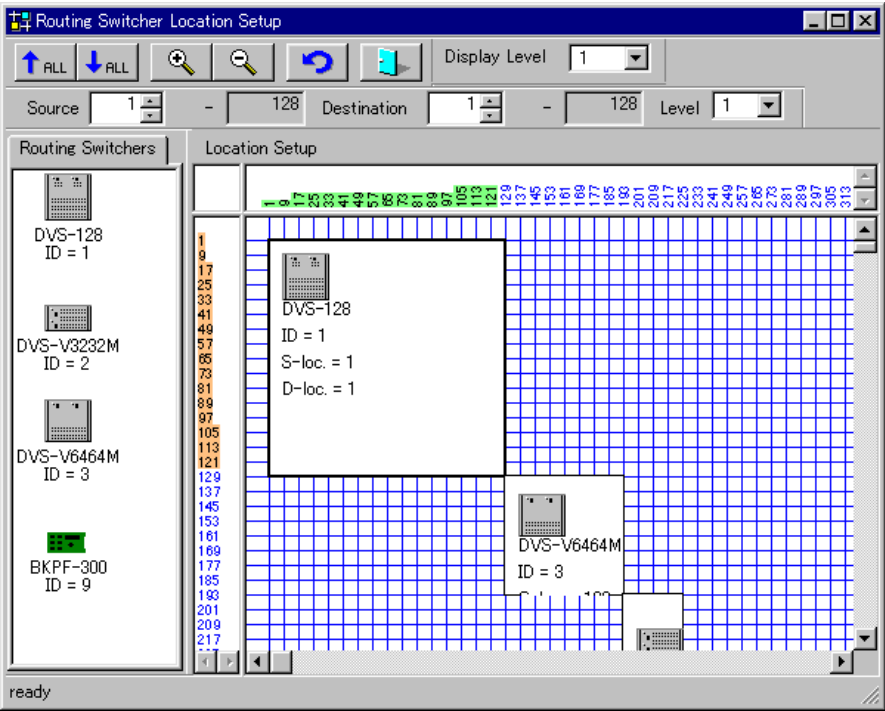 Routing Switcher Location Setup
ALL ALL Display Level 1
Source 1 - 128 Destination 1 - 128 Level 1
Routing Switchers
Location Setup
DVS-128
ID = 1
DVS-V3232M
ID = 2
DVS-V6464M
ID = 3
BKPF-300
ID = 9
1 9 17 25 33 41 49 57 65 73 81 89 97 105 113 121 129 137 145 153 161 169 177 185 193 201 209 217 225 233 241 249 257 265 273 281 289 297 305 313
1
9
17
25
33
41
49
57
65
73
81
89
97
105
113
121
129
137
145
153
161
169
177
185
193
201
209
217
DVS-128
ID = 1
S-loc. = 1
D-loc. = 1
DVS-V6464M
ID = 3
ready